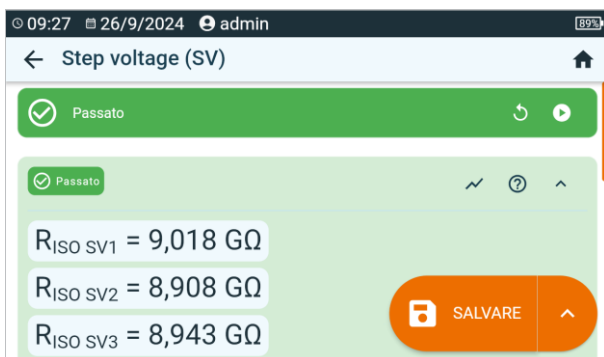 09:27 26/9/2024 admin 89%
Step voltage (SV)
Passato
Passato
RISO SV1 = 9,018 GΩ
RISO SV2 = 8,908 GΩ
RISO SV3 = 8,943 GΩ
SALVARE